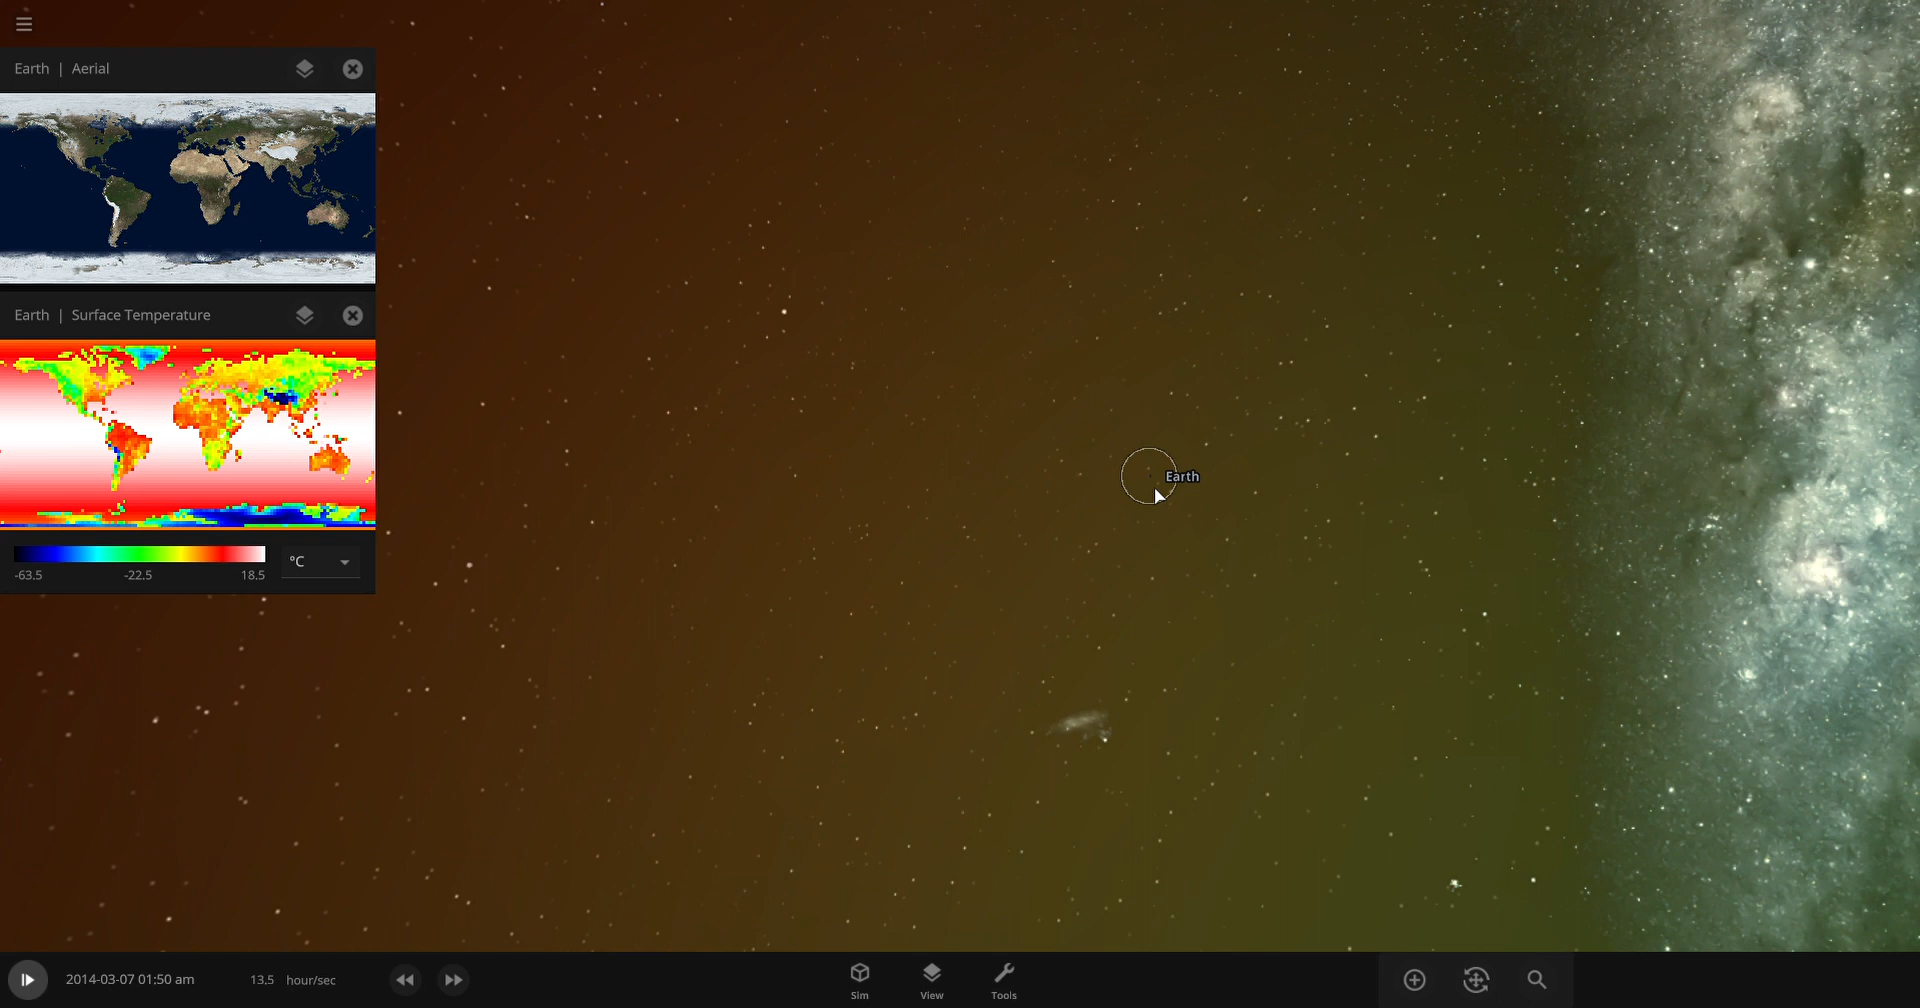 Earth | Aerial
Earth | Surface Temperature
°C
-63.5 -22.5 18.5
Earth
2014-03-07 01:50 am 13.5 hour/sec
Sim View Tools